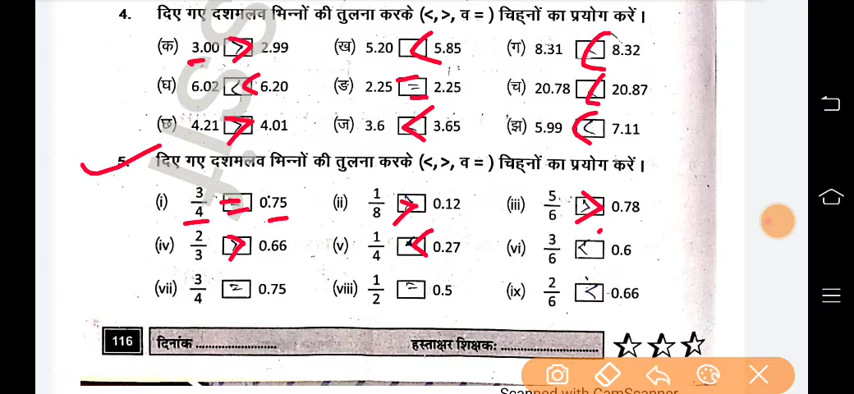 4. दिए गए दशमलव भिन्नों की तुलना करके (<, >, व = ) चिह्नों का प्रयोग करें।
(क) 3.00 > 2.99 (ख) 5.20 < 5.85 (ग) 8.31 < 8.32
(घ) 6.02 < 6.20 (ङ) 2.25 = 2.25 (च) 20.78 < 20.87
(छ) 4.21 > 4.01 (ज) 3.6 < 3.65 (झ) 5.99 < 7.11
5. दिए गए दशमलव भिन्नों की तुलना करके (<, >, व = ) चिह्नों का प्रयोग करें।
(i) 3/4 = 0.75 (ii) 1/8 > 0.12 (iii) 5/6 > 0.78
(iv) 2/3 > 0.66 (v) 1/4 < 0.27 (vi) 3/6 < 0.6
(vii) 3/4 = 0.75 (viii) 1/2 = 0.5 (ix) 2/6 < 0.66
116 दिनांक ........................ हस्ताक्षर शिक्षक: .............................
Scanned with CamScanner